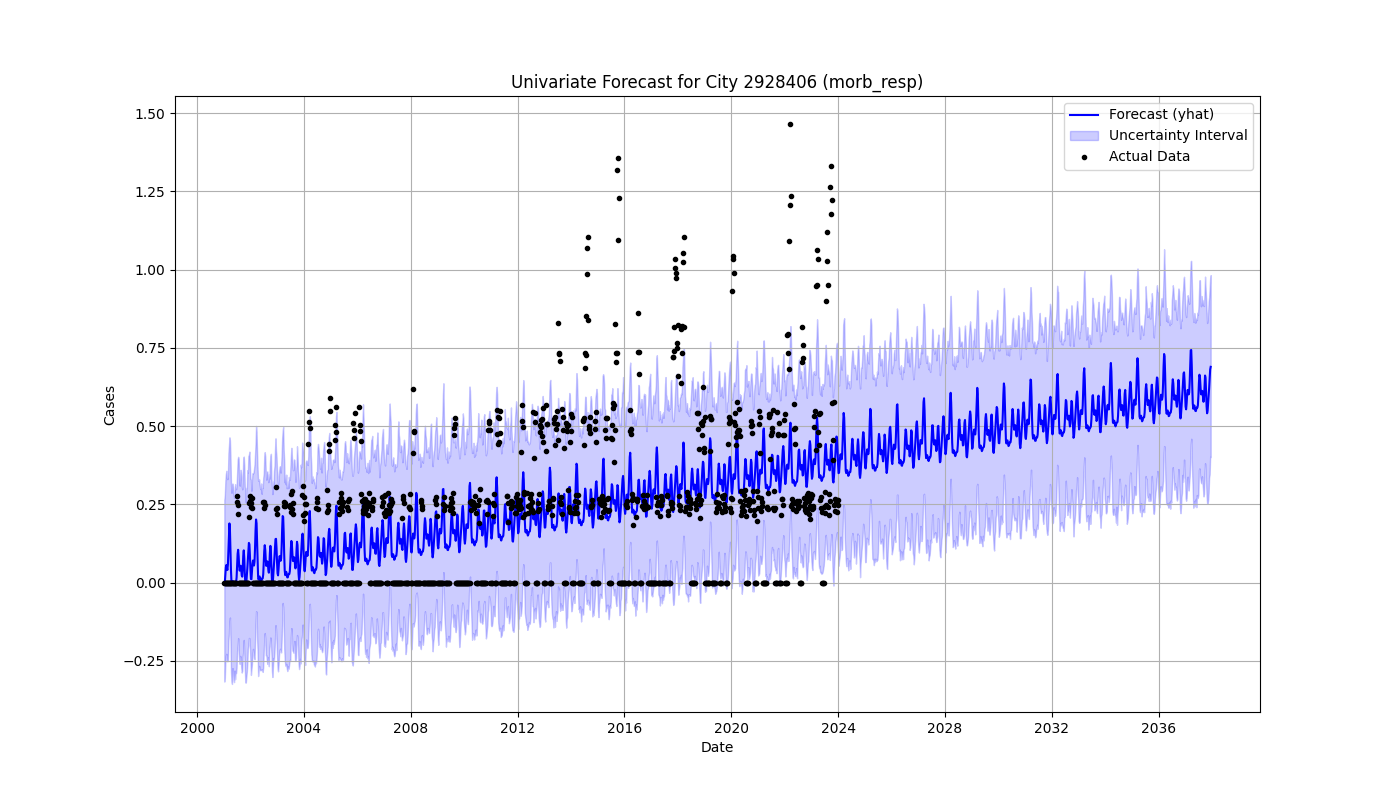 Univariate Forecast for City 2928406 (morb_resp)
Forecast (yhat)
Uncertainty Interval
Actual Data
Cases
1.50
1.25
1.00
0.75
0.50
0.25
0.00
−0.25
2000 2004 2008 2012 2016 2020 2024 2028 2032 2036
Date